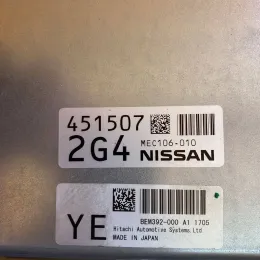 451507
2G4 MEC106-010
NISSAN
YE BEM392-000 A1 1705
Hitachi Automotive Systems, Ltd.
MADE IN JAPAN